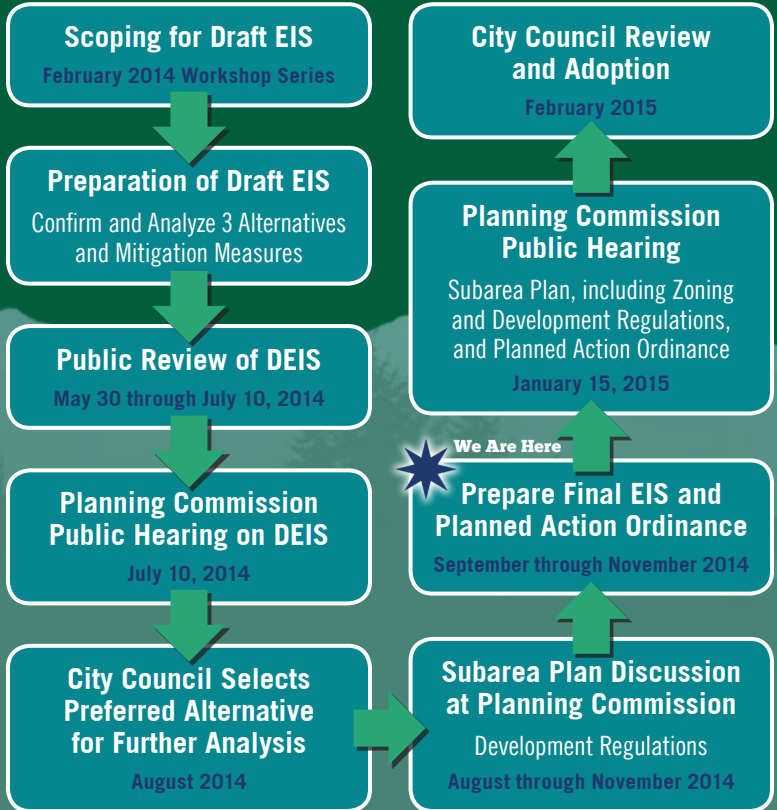 Scoping for Draft EIS
February 2014 Workshop Series
Preparation of Draft EIS
Confirm and Analyze 3 Alternatives
and Mitigation Measures
Public Review of DEIS
May 30 through July 10, 2014
Planning Commission
Public Hearing on DEIS
July 10, 2014
City Council Selects
Preferred Alternative
for Further Analysis
August 2014
Subarea Plan Discussion
at Planning Commission
Development Regulations
August through November 2014
We Are Here
Prepare Final EIS and
Planned Action Ordinance
September through November 2014
Planning Commission
Public Hearing
Subarea Plan, including Zoning
and Development Regulations,
and Planned Action Ordinance
January 15, 2015
City Council Review
and Adoption
February 2015